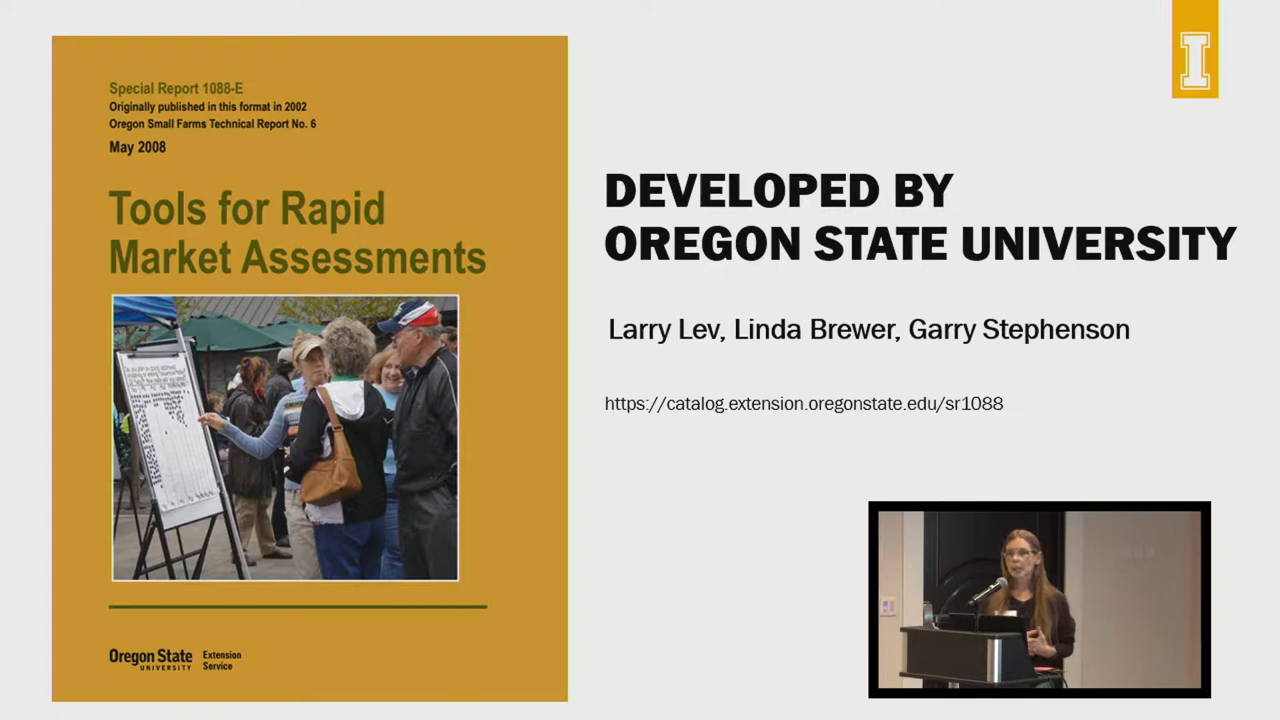 Special Report 1088-E
Originally published in this format in 2002
Oregon Small Farms Technical Report No. 6
May 2008
Tools for Rapid
Market Assessments
Oregon State
UNIVERSITY
Extension
Service
I
DEVELOPED BY
OREGON STATE UNIVERSITY
Larry Lev, Linda Brewer, Garry Stephenson
https://catalog.extension.oregonstate.edu/sr1088